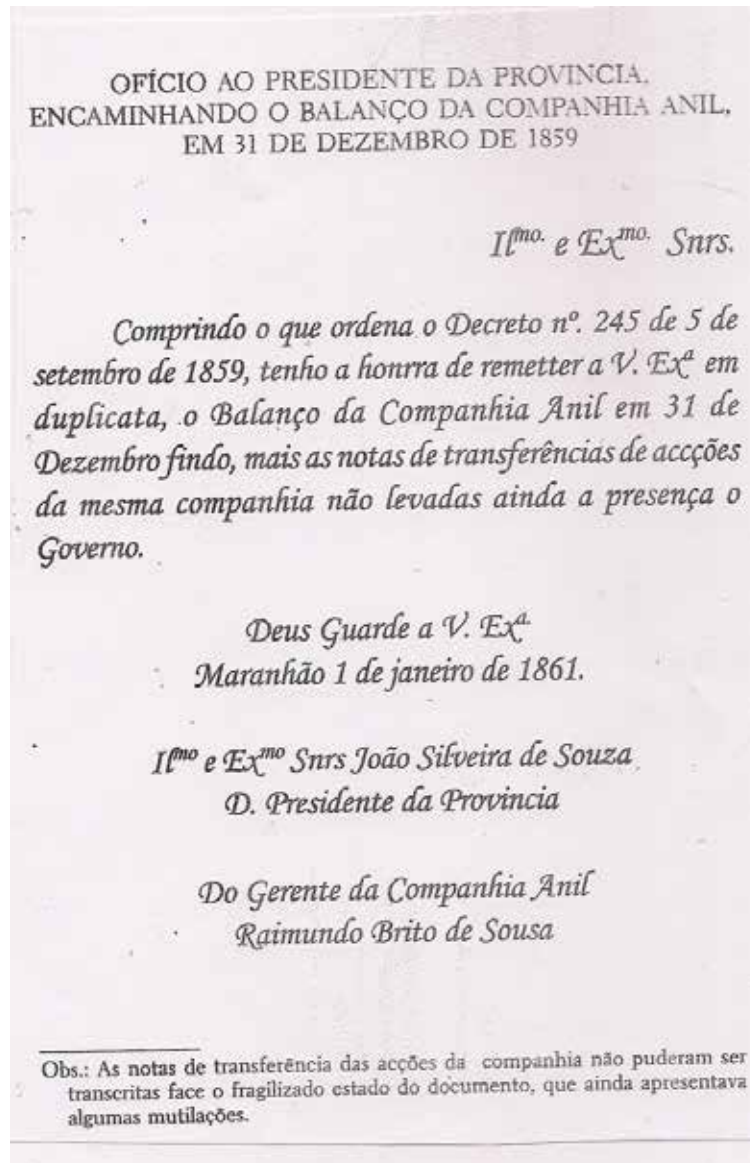 OFÍCIO AO PRESIDENTE DA PROVINCIA,
ENCAMINHANDO O BALANÇO DA COMPANHIA ANIL,
EM 31 DE DEZEMBRO DE 1859
Ilmo. e Exmo. Snrs.
Comprindo o que ordena o Decreto nº. 245 de 5 de
setembro de 1859, tenho a honrra de remetter a V. Exª em
duplicata, o Balanço da Companhia Anil em 31 de
Dezembro findo, mais as notas de transferências de accções
da mesma companhia não levadas ainda a presença o
Governo.
Deus Guarde a V. Exª.
Maranhão 1 de janeiro de 1861.
Ilmo e Exmo Snrs João Silveira de Souza
D. Presidente da Provincia
Do Gerente da Companhia Anil
Raimundo Brito de Sousa
Obs.: As notas de transferência das acções da companhia não puderam ser
transcritas face o fragilizado estado do documento, que ainda apresentava
algumas mutilações.